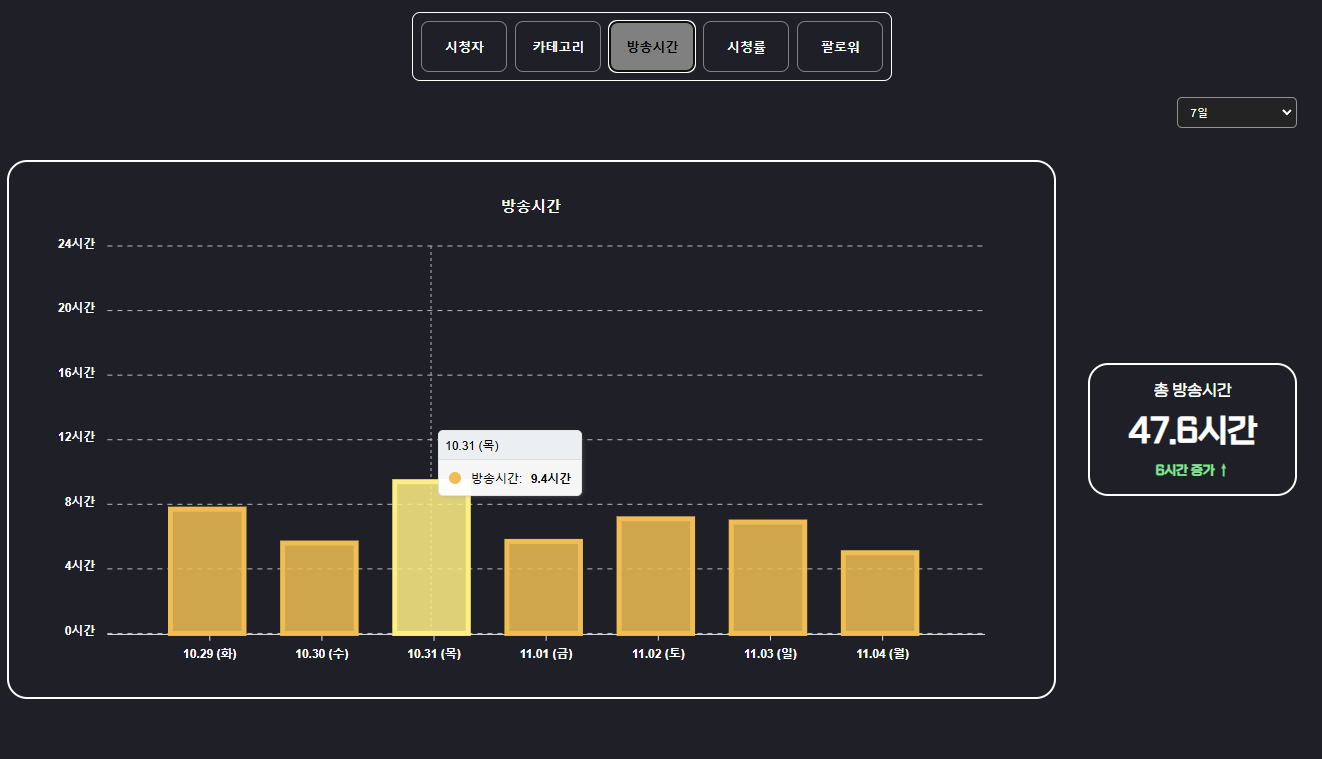 시청자
카테고리
방송시간
시청률
팔로워
7일
방송시간
24시간
20시간
16시간
12시간
8시간
4시간
0시간
10.31 (목)
방송시간: 9.4시간
10.29 (화)
10.30 (수)
10.31 (목)
11.01 (금)
11.02 (토)
11.03 (일)
11.04 (월)
총 방송시간
47.6시간
6시간 증가 ↑